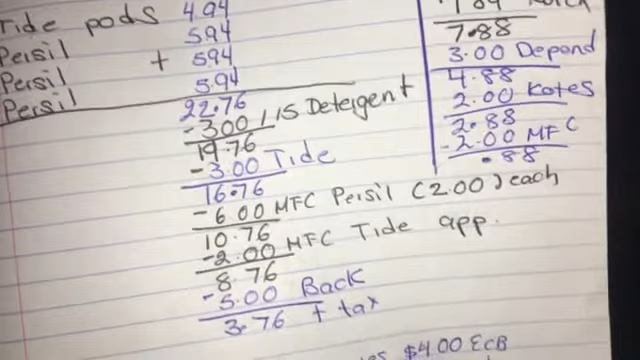 Tide pods 4.94
Persil 5.94
Persil + 5.94
Persil 5.94
22.76
- 3.00 / 15 Detergent
19.76
- 3.00 Tide
16.76
- 6.00 MFC Persil (2.00) each
10.76
- 2.00 MFC Tide app.
8.76
- 5.00 Back
3.76 + tax
7.88
3.00 Depend
4.88
2.00 Kotes
2.88
- 2.00 MFC
.88
$4.00 ECB